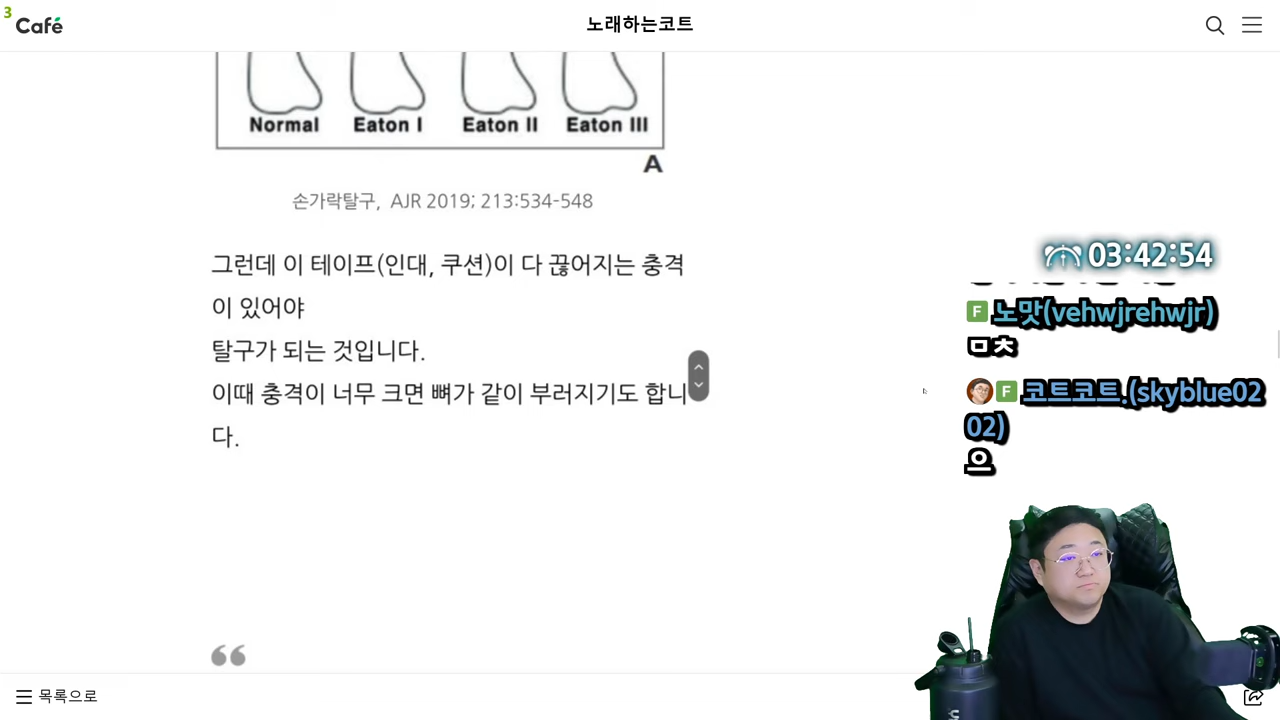 3
Café
노래하는코트
Normal Eaton I Eaton II Eaton III
A
손가락탈구, AJR 2019; 213:534-548
그런데 이 테이프(인대, 쿠션)이 다 끊어지는 충격
이 있어야
탈구가 되는 것입니다.
이때 충격이 너무 크면 뼈가 같이 부러지기도 합니
다.
“
03:42:54
F 노맛(vehwjrehwjr)
ㅁㅊ
F 코트코트.(skyblue02
02)
으
목록으로